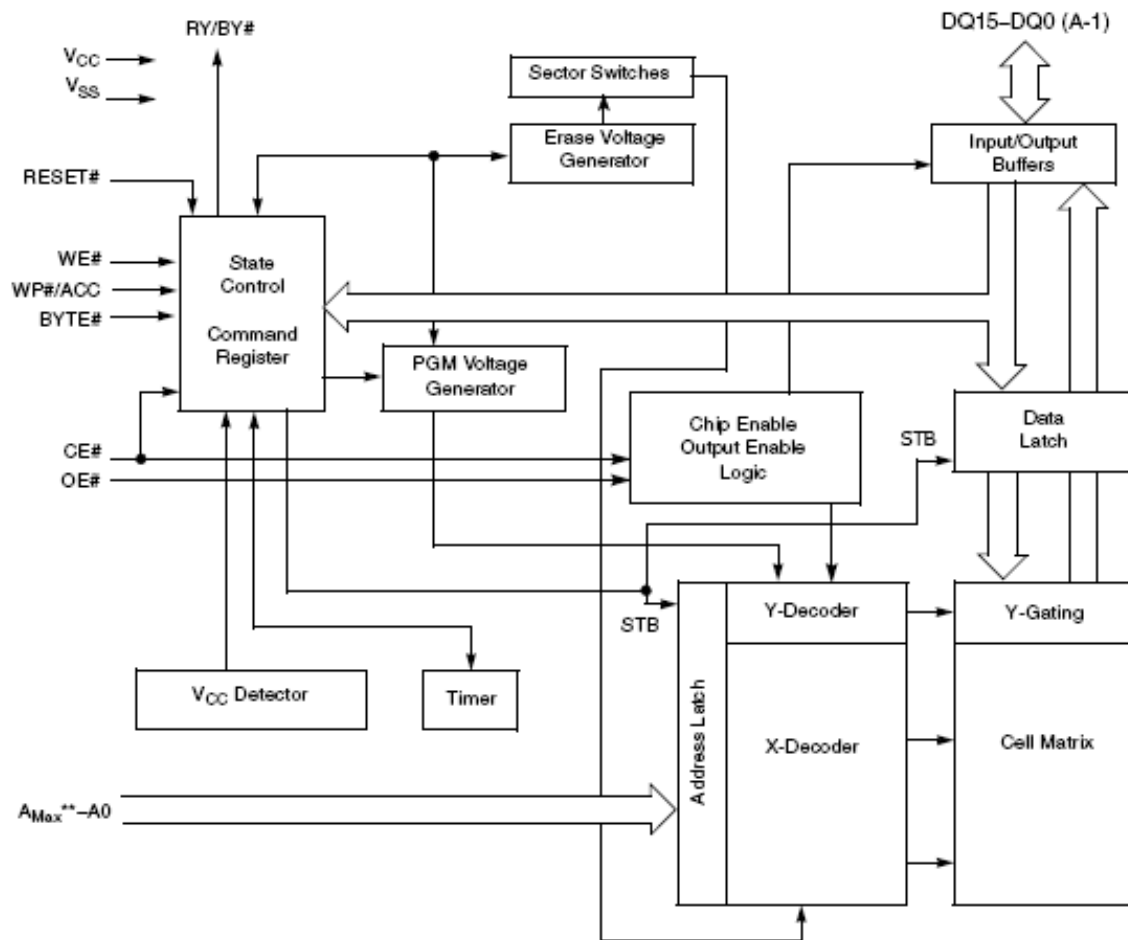 RY/BY#
DQ15–DQ0 (A-1)
VCC
VSS
Sector Switches
Erase Voltage
Generator
Input/Output
Buffers
RESET#
WE#
WP#/ACC
BYTE#
State
Control
Command
Register
PGM Voltage
Generator
Chip Enable
Output Enable
Logic
Data
Latch
STB
CE#
OE#
STB
Y-Decoder
Y-Gating
VCC Detector
Timer
Address Latch
X-Decoder
Cell Matrix
AMax**–A0